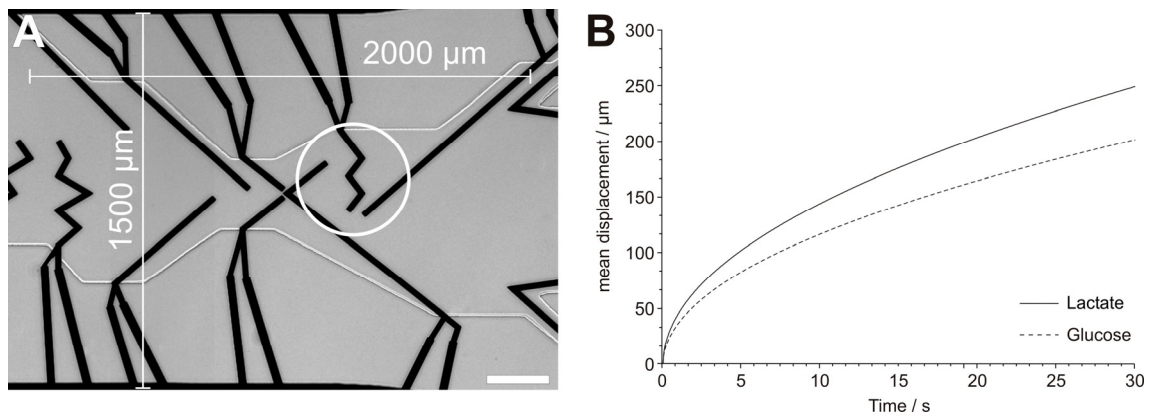 A
2000 µm
1500 µm
B
300
250
200
150
100
50
0
mean displacement / µm
Lactate
Glucose
0 5 10 15 20 25 30
Time / s